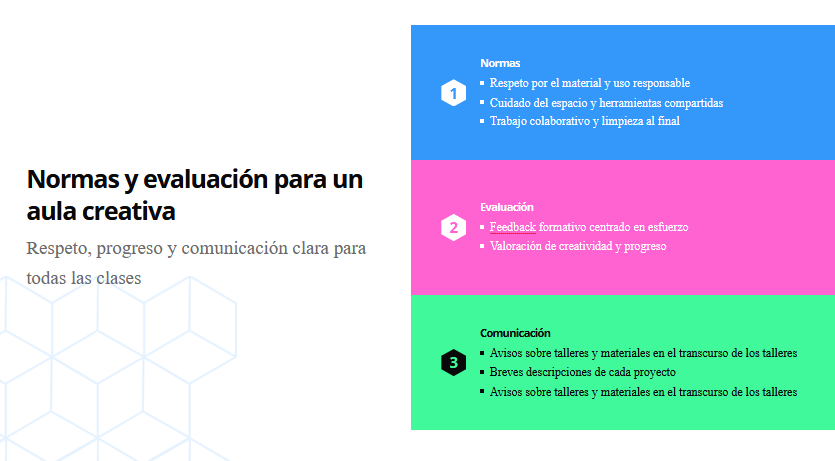 Normas y evaluación para un
aula creativa
Respeto, progreso y comunicación clara para
todas las clases
1
Normas
Respeto por el material y uso responsable
Cuidado del espacio y herramientas compartidas
Trabajo colaborativo y limpieza al final
2
Evaluación
Feedback formativo centrado en esfuerzo
Valoración de creatividad y progreso
3
Comunicación
Avisos sobre talleres y materiales en el transcurso de los talleres
Breves descripciones de cada proyecto
Avisos sobre talleres y materiales en el transcurso de los talleres